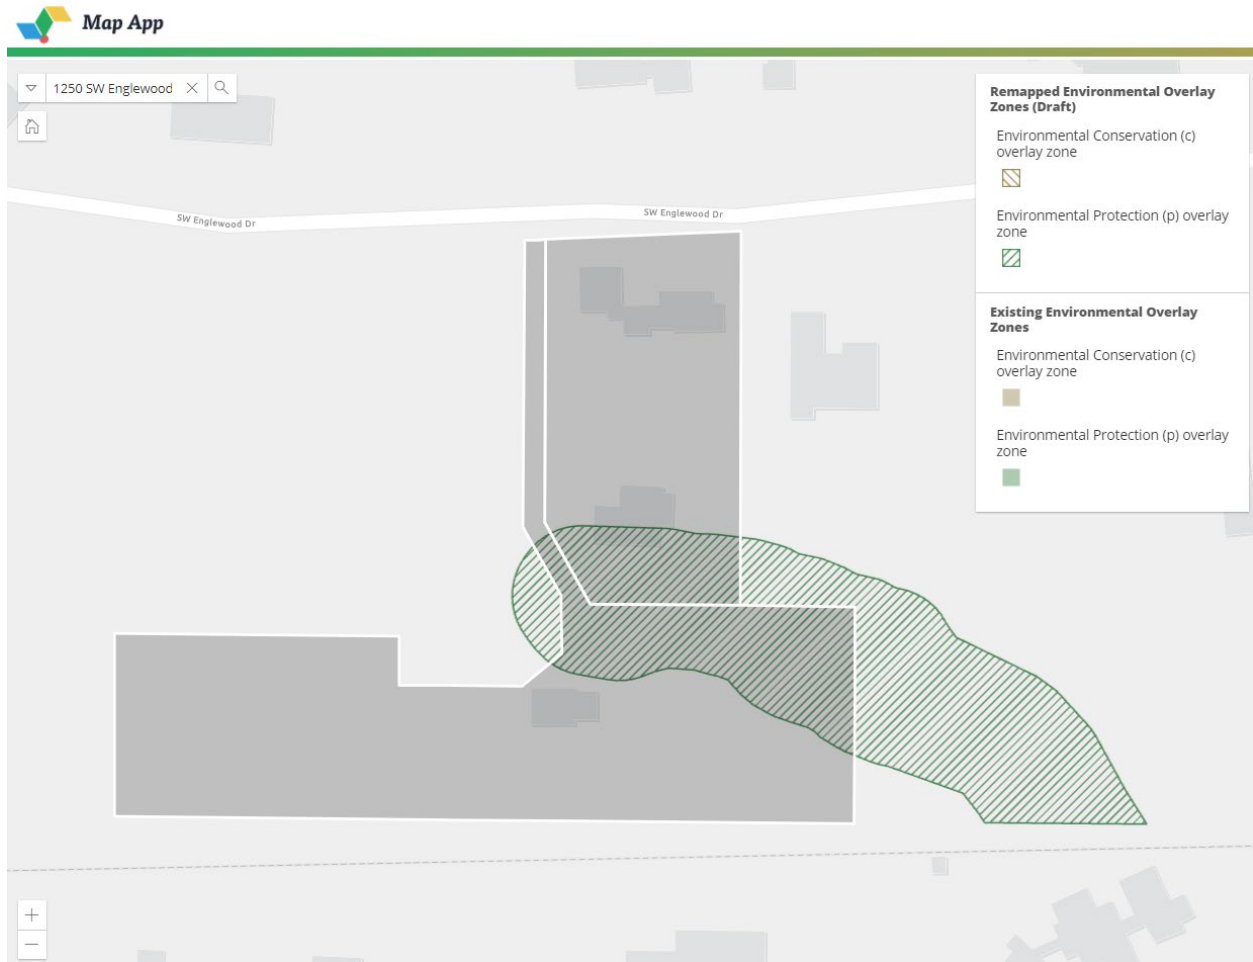 Map App
1250 SW Englewood
SW Englewood Dr
SW Englewood Dr
Remapped Environmental Overlay
Zones (Draft)
Environmental Conservation (c)
overlay zone
Environmental Protection (p) overlay
zone
Existing Environmental Overlay
Zones
Environmental Conservation (c)
overlay zone
Environmental Protection (p) overlay
zone